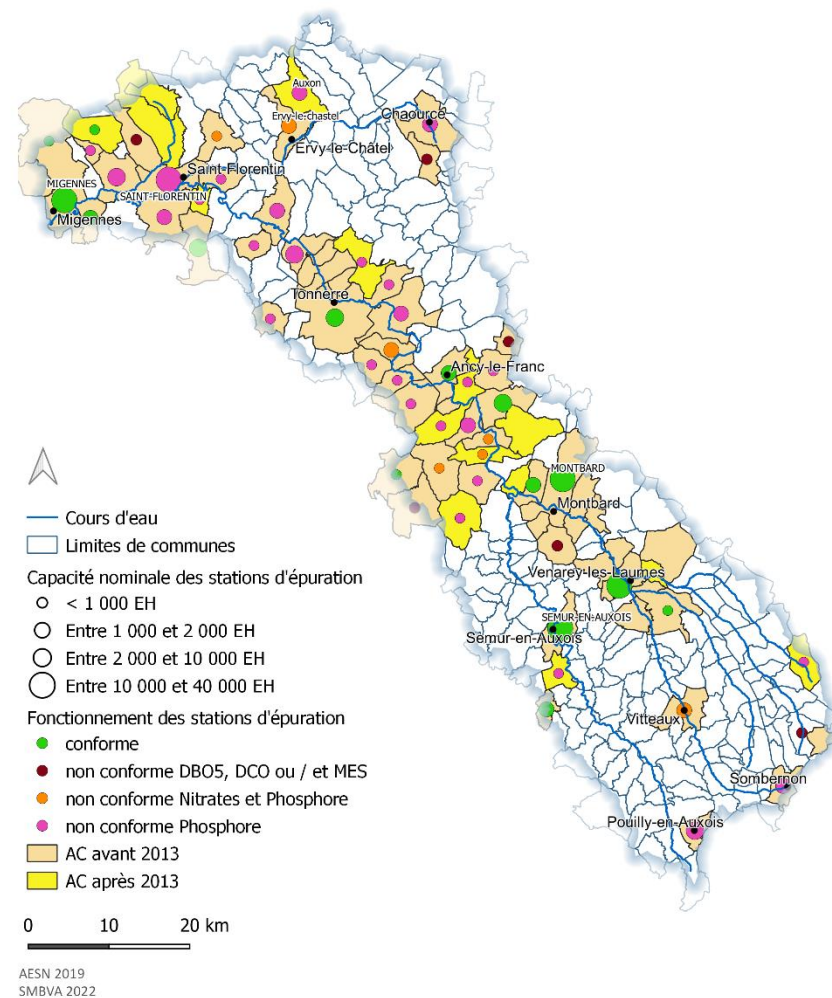 Auxon
Chaource
Ervy-le-chastel
Ervy-le-Châtel
Saint-Florentin
MIGENNES
SAINT-FLORENTIN
Migennes
Tonnerre
Ancy-le-Franc
MONTBARD
Montbard
Venarey-les-Laumes
SEMUR-EN-AUXOIS
Semur-en-Auxois
Vitteaux
Sombernon
Pouilly-en-Auxois
Cours d'eau
Limites de communes
Capacité nominale des stations d'épuration
< 1 000 EH
Entre 1 000 et 2 000 EH
Entre 2 000 et 10 000 EH
Entre 10 000 et 40 000 EH
Fonctionnement des stations d'épuration
conforme
non conforme DBO5, DCO ou / et MES
non conforme Nitrates et Phosphore
non conforme Phosphore
AC avant 2013
AC après 2013
0 10 20 km
AESN 2019
SMBVA 2022